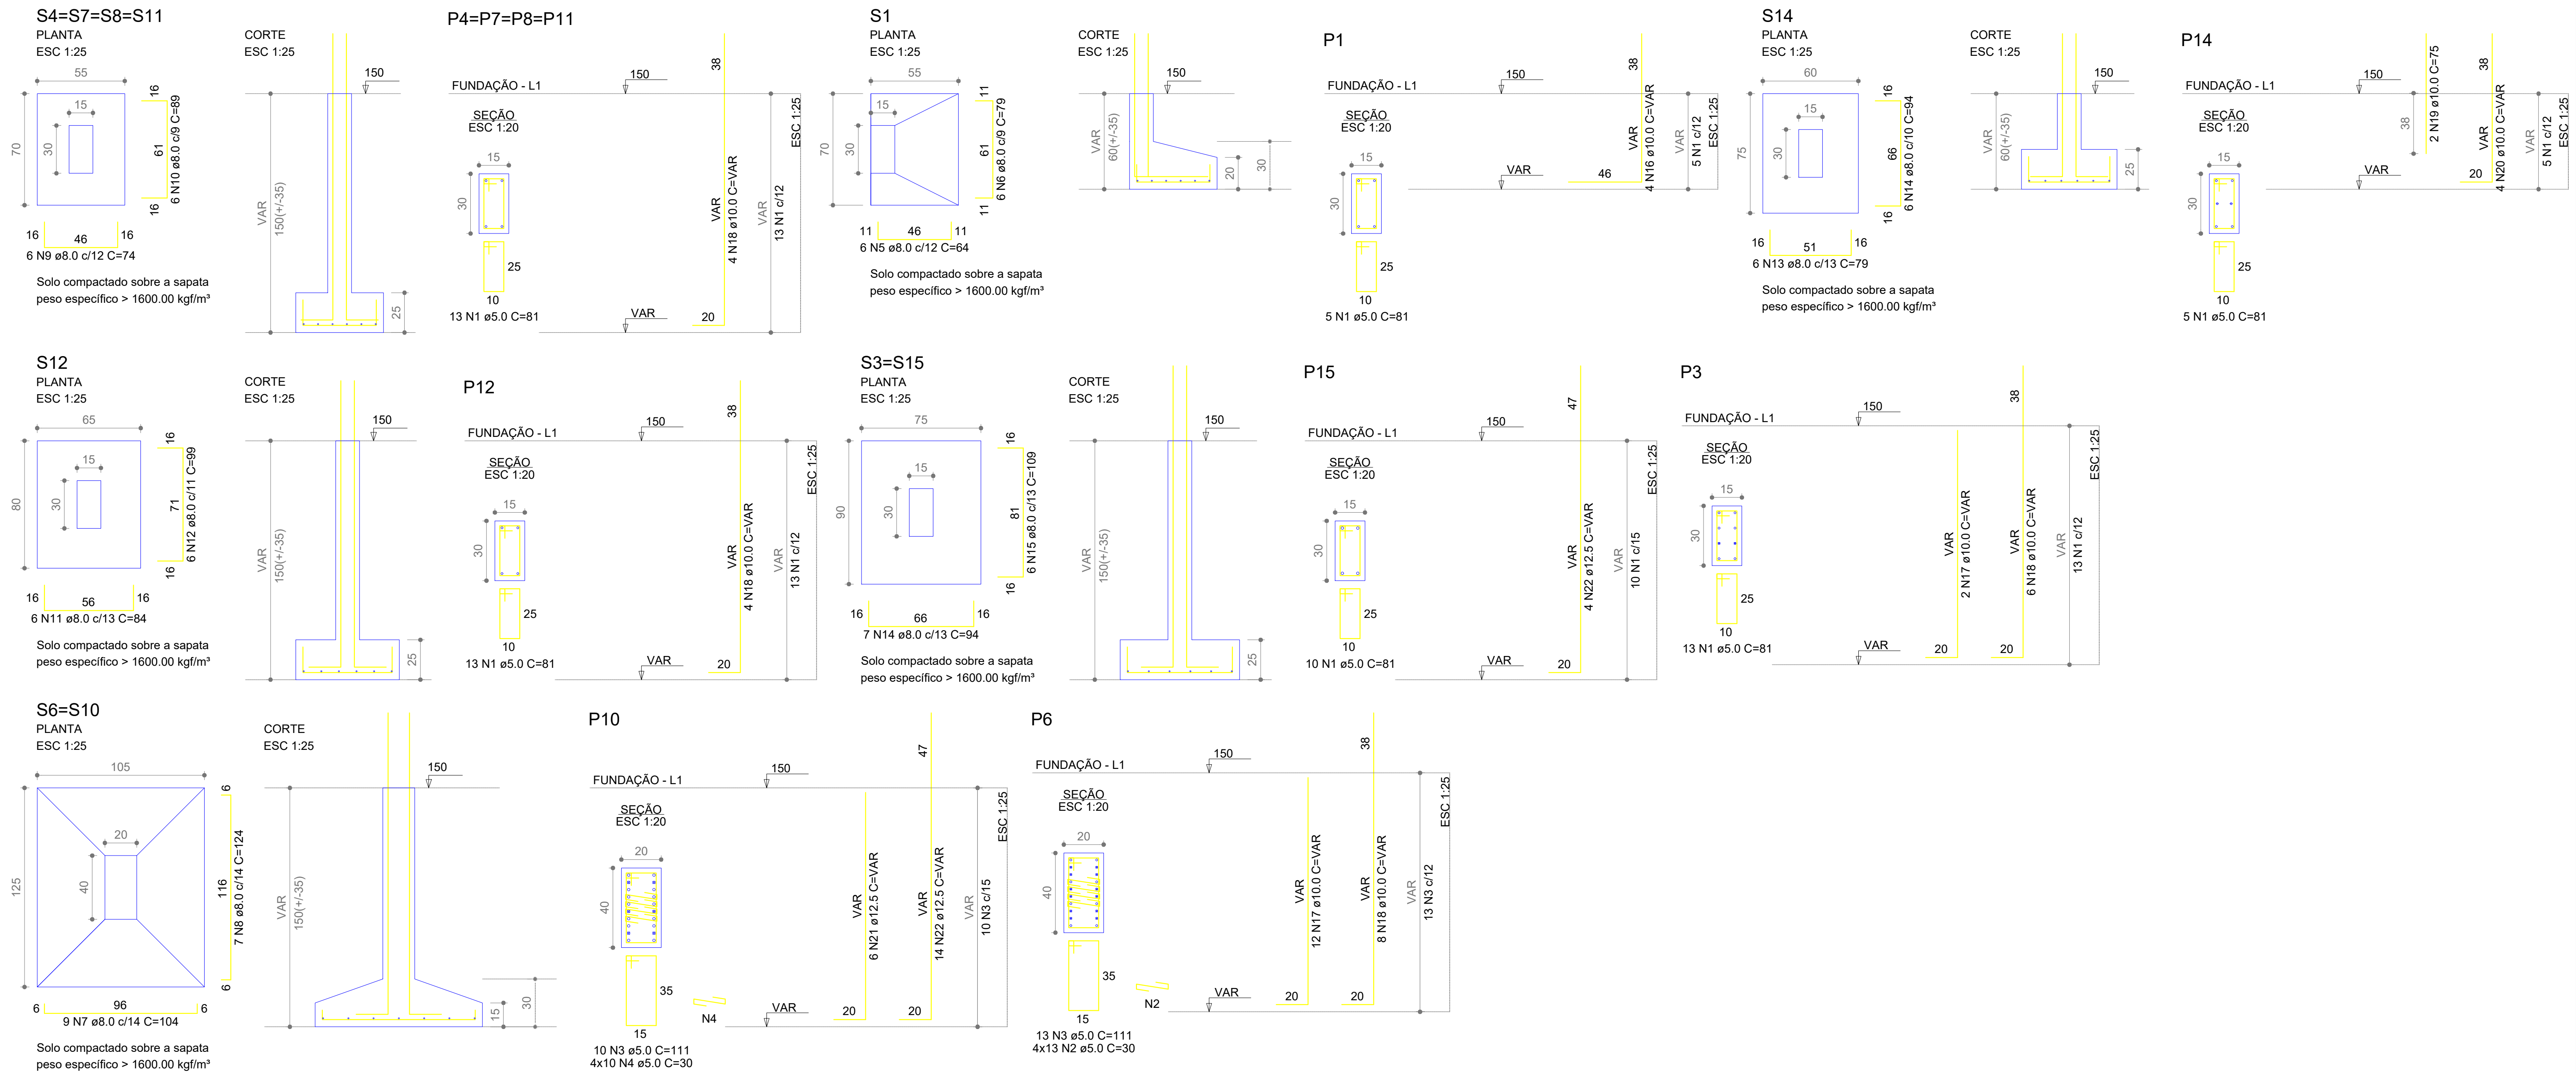 S4=S7=S8=S11
PLANTA
ESC 1:25
55
15
70
30
16
61
16
6 N10 ø8.0 c/9 C=89
16
46
16
6 N9 ø8.0 c/12 C=74
Solo compactado sobre a sapata
peso específico > 1600.00 kgf/m³
CORTE
ESC 1:25
150
VAR
150(+/-35)
25
P4=P7=P8=P11
FUNDAÇÃO - L1
150
SEÇÃO
ESC 1:20
15
30
25
10
13 N1 ø5.0 C=81
VAR
38
VAR
4 N18 ø10.0 C=VAR
20
VAR
13 N1 c/12
ESC 1:25
S1
PLANTA
ESC 1:25
55
15
70
30
11
61
11
6 N6 ø8.0 c/9 C=79
11
46
11
6 N5 ø8.0 c/12 C=64
Solo compactado sobre a sapata
peso específico > 1600.00 kgf/m³
CORTE
ESC 1:25
150
VAR
60(+/-35)
20
30
P1
FUNDAÇÃO - L1
150
SEÇÃO
ESC 1:20
15
30
25
10
5 N1 ø5.0 C=81
VAR
38
VAR
4 N16 ø10.0 C=VAR
46
VAR
5 N1 c/12
ESC 1:25
S14
PLANTA
ESC 1:25
60
15
75
30
16
66
16
6 N14 ø8.0 c/10 C=94
16
51
16
6 N13 ø8.0 c/13 C=79
Solo compactado sobre a sapata
peso específico > 1600.00 kgf/m³
CORTE
ESC 1:25
150
VAR
60(+/-35)
25
P14
FUNDAÇÃO - L1
150
SEÇÃO
ESC 1:20
15
30
25
10
5 N1 ø5.0 C=81
VAR
38
2 N19 ø10.0 C=75
38
VAR
4 N20 ø10.0 C=VAR
20
VAR
5 N1 c/12
ESC 1:25
S12
PLANTA
ESC 1:25
65
15
80
30
16
71
16
6 N12 ø8.0 c/11 C=99
16
56
16
6 N11 ø8.0 c/13 C=84
Solo compactado sobre a sapata
peso específico > 1600.00 kgf/m³
CORTE
ESC 1:25
150
VAR
150(+/-35)
25
P12
FUNDAÇÃO - L1
150
SEÇÃO
ESC 1:20
15
30
25
10
13 N1 ø5.0 C=81
VAR
38
VAR
4 N18 ø10.0 C=VAR
20
VAR
13 N1 c/12
ESC 1:25
S3=S15
PLANTA
ESC 1:25
75
15
90
30
16
81
16
6 N15 ø8.0 c/13 C=109
16
66
16
7 N14 ø8.0 c/13 C=94
Solo compactado sobre a sapata
peso específico > 1600.00 kgf/m³
CORTE
ESC 1:25
150
VAR
150(+/-35)
25
P15
FUNDAÇÃO - L1
150
SEÇÃO
ESC 1:20
15
30
25
10
10 N1 ø5.0 C=81
VAR
47
VAR
4 N22 ø12.5 C=VAR
20
VAR
10 N1 c/15
ESC 1:25
P3
FUNDAÇÃO - L1
150
SEÇÃO
ESC 1:20
15
30
25
10
13 N1 ø5.0 C=81
VAR
VAR
2 N17 ø10.0 C=VAR
20
38
VAR
6 N18 ø10.0 C=VAR
20
VAR
13 N1 c/12
ESC 1:25
S6=S10
PLANTA
ESC 1:25
105
20
125
40
6
116
6
7 N8 ø8.0 c/14 C=124
6
96
6
9 N7 ø8.0 c/14 C=104
Solo compactado sobre a sapata
peso específico > 1600.00 kgf/m³
CORTE
ESC 1:25
150
VAR
150(+/-35)
15
30
P10
FUNDAÇÃO - L1
150
SEÇÃO
ESC 1:20
20
40
35
15
N4
10 N3 ø5.0 C=111
4x10 N4 ø5.0 C=30
VAR
VAR
6 N21 ø12.5 C=VAR
20
47
VAR
14 N22 ø12.5 C=VAR
20
VAR
10 N3 c/15
ESC 1:25
P6
FUNDAÇÃO - L1
150
SEÇÃO
ESC 1:20
20
40
35
15
N2
13 N3 ø5.0 C=111
4x13 N2 ø5.0 C=30
VAR
VAR
12 N17 ø10.0 C=VAR
20
38
VAR
8 N18 ø10.0 C=VAR
20
VAR
13 N3 c/12
ESC 1:25